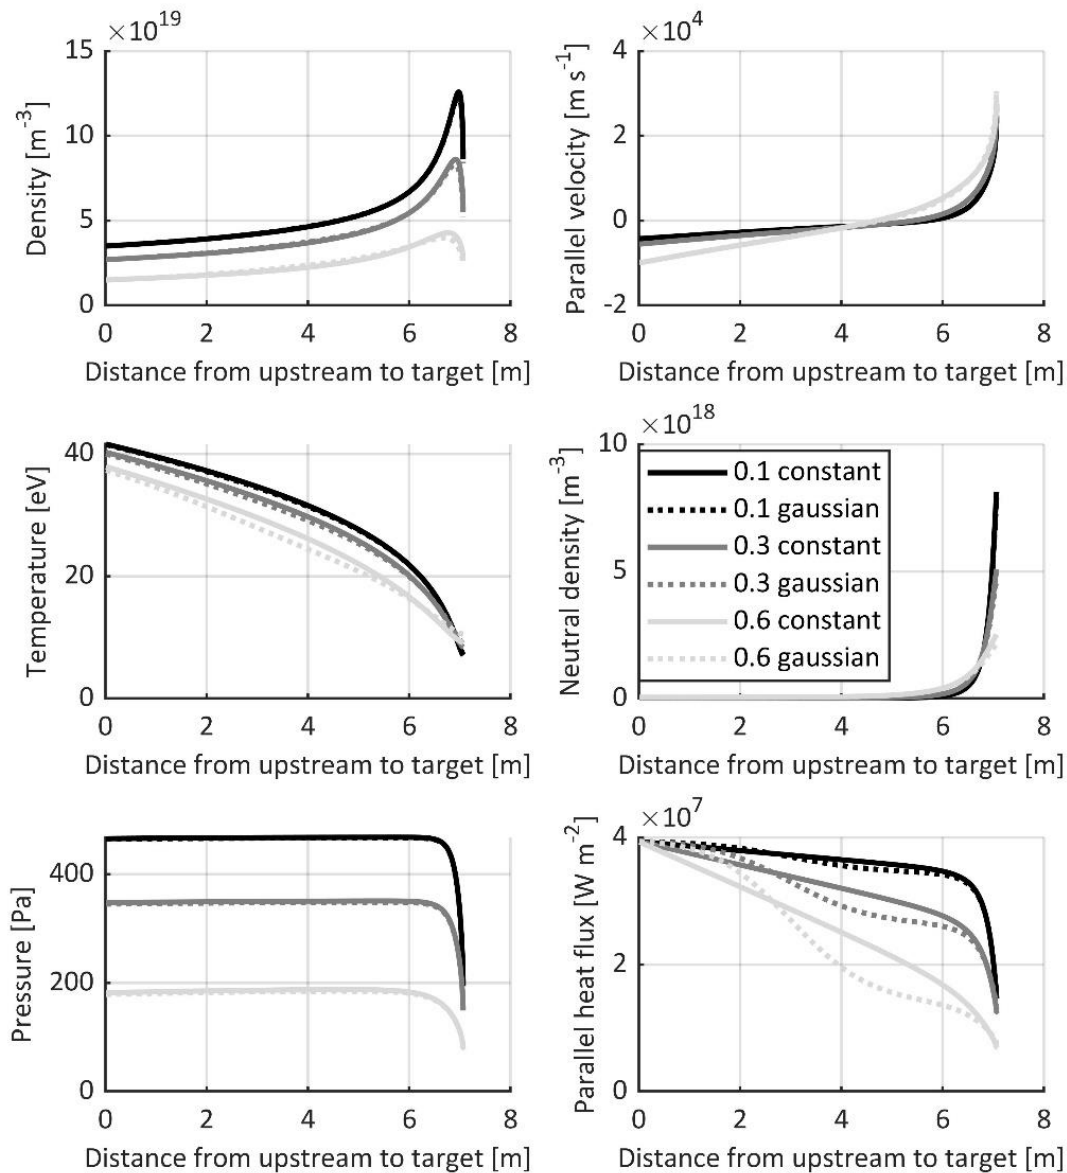 ×10^19
15
10
5
0
Density [m^-3]
0 2 4 6 8
Distance from upstream to target [m]
×10^4
4
2
0
-2
Parallel velocity [m s^-1]
0 2 4 6 8
Distance from upstream to target [m]
40
20
0
Temperature [eV]
0 2 4 6 8
Distance from upstream to target [m]
×10^18
10
5
0
Neutral density [m^-3]
0.1 constant
0.1 gaussian
0.3 constant
0.3 gaussian
0.6 constant
0.6 gaussian
0 2 4 6 8
Distance from upstream to target [m]
400
200
0
Pressure [Pa]
0 2 4 6 8
Distance from upstream to target [m]
×10^7
4
2
0
Parallel heat flux [W m^-2]
0 2 4 6 8
Distance from upstream to target [m]